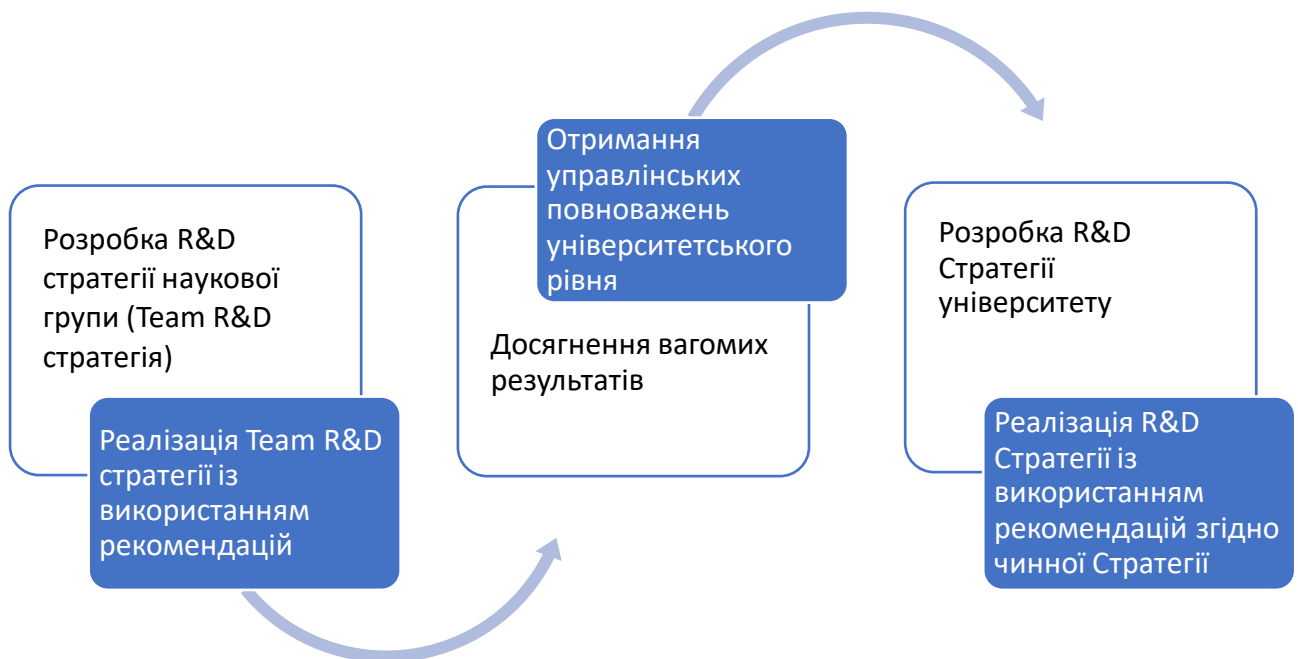 Розробка R&D
стратегії наукової
групи (Team R&D
стратегія)
Реалізація Team R&D
стратегії із
використанням
рекомендацій
Отримання
управлінських
повноважень
університетського
рівня
Досягнення вагомих
результатів
Розробка R&D
Стратегії
університету
Реалізація R&D
Стратегії із
використанням
рекомендацій згідно
чинної Стратегії